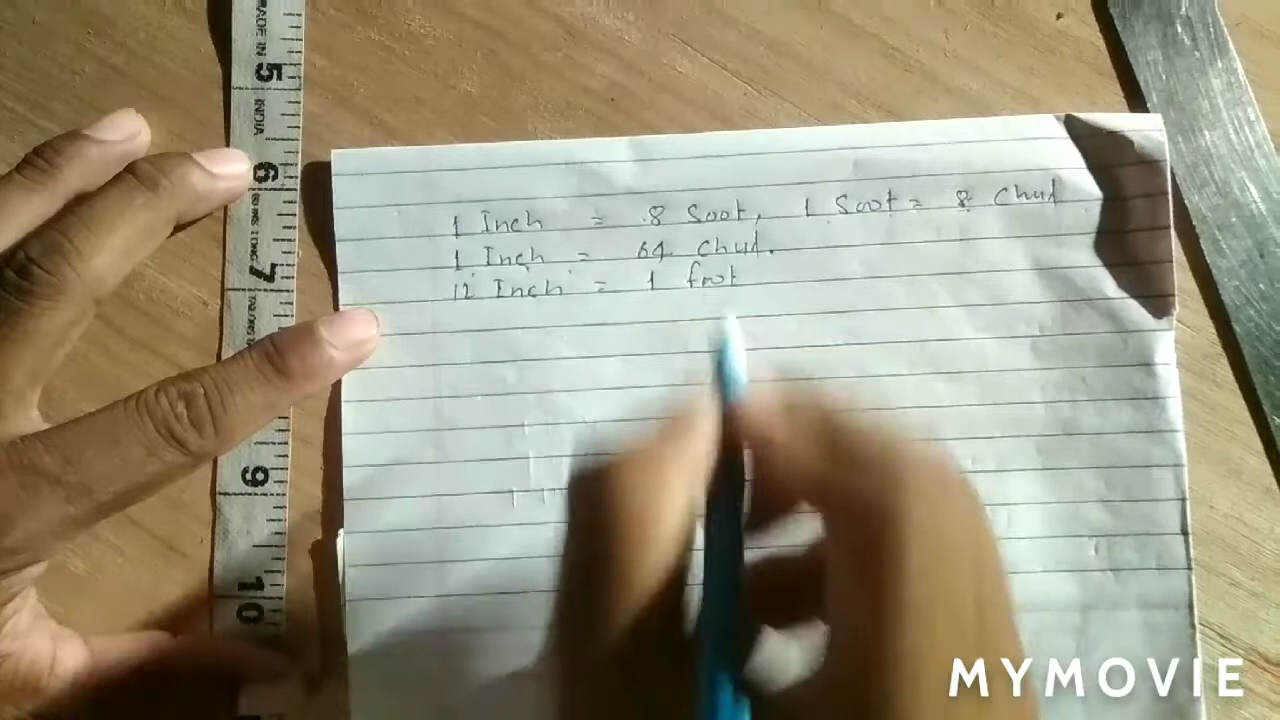 MADE IN
INDIA
5
6
7
9
10
1 Inch = 8 Soot, 1 Soot = 8 Chud
1 Inch = 64 Chud.
12 Inch = 1 foot
MYMOVIE